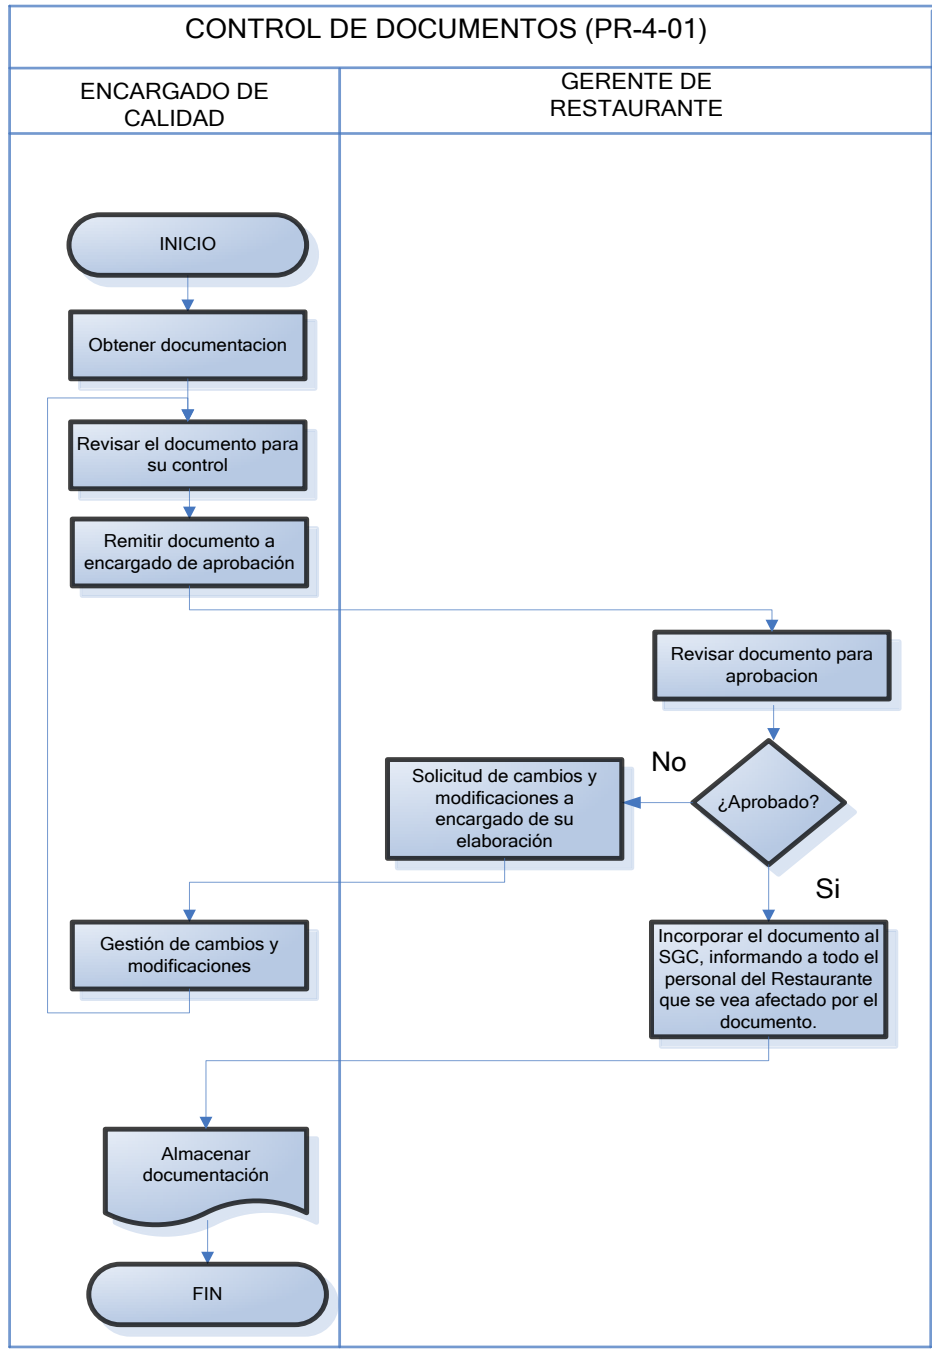 CONTROL DE DOCUMENTOS (PR-4-01)
ENCARGADO DE
CALIDAD
GERENTE DE
RESTAURANTE
INICIO
Obtener documentacion
Revisar el documento para
su control
Remitir documento a
encargado de aprobación
Revisar documento para
aprobacion
¿Aprobado?
No
Solicitud de cambios y
modificaciones a
encargado de su
elaboración
Si
Gestión de cambios y
modificaciones
Incorporar el documento al
SGC, informando a todo el
personal del Restaurante
que se vea afectado por el
documento.
Almacenar
documentación
FIN